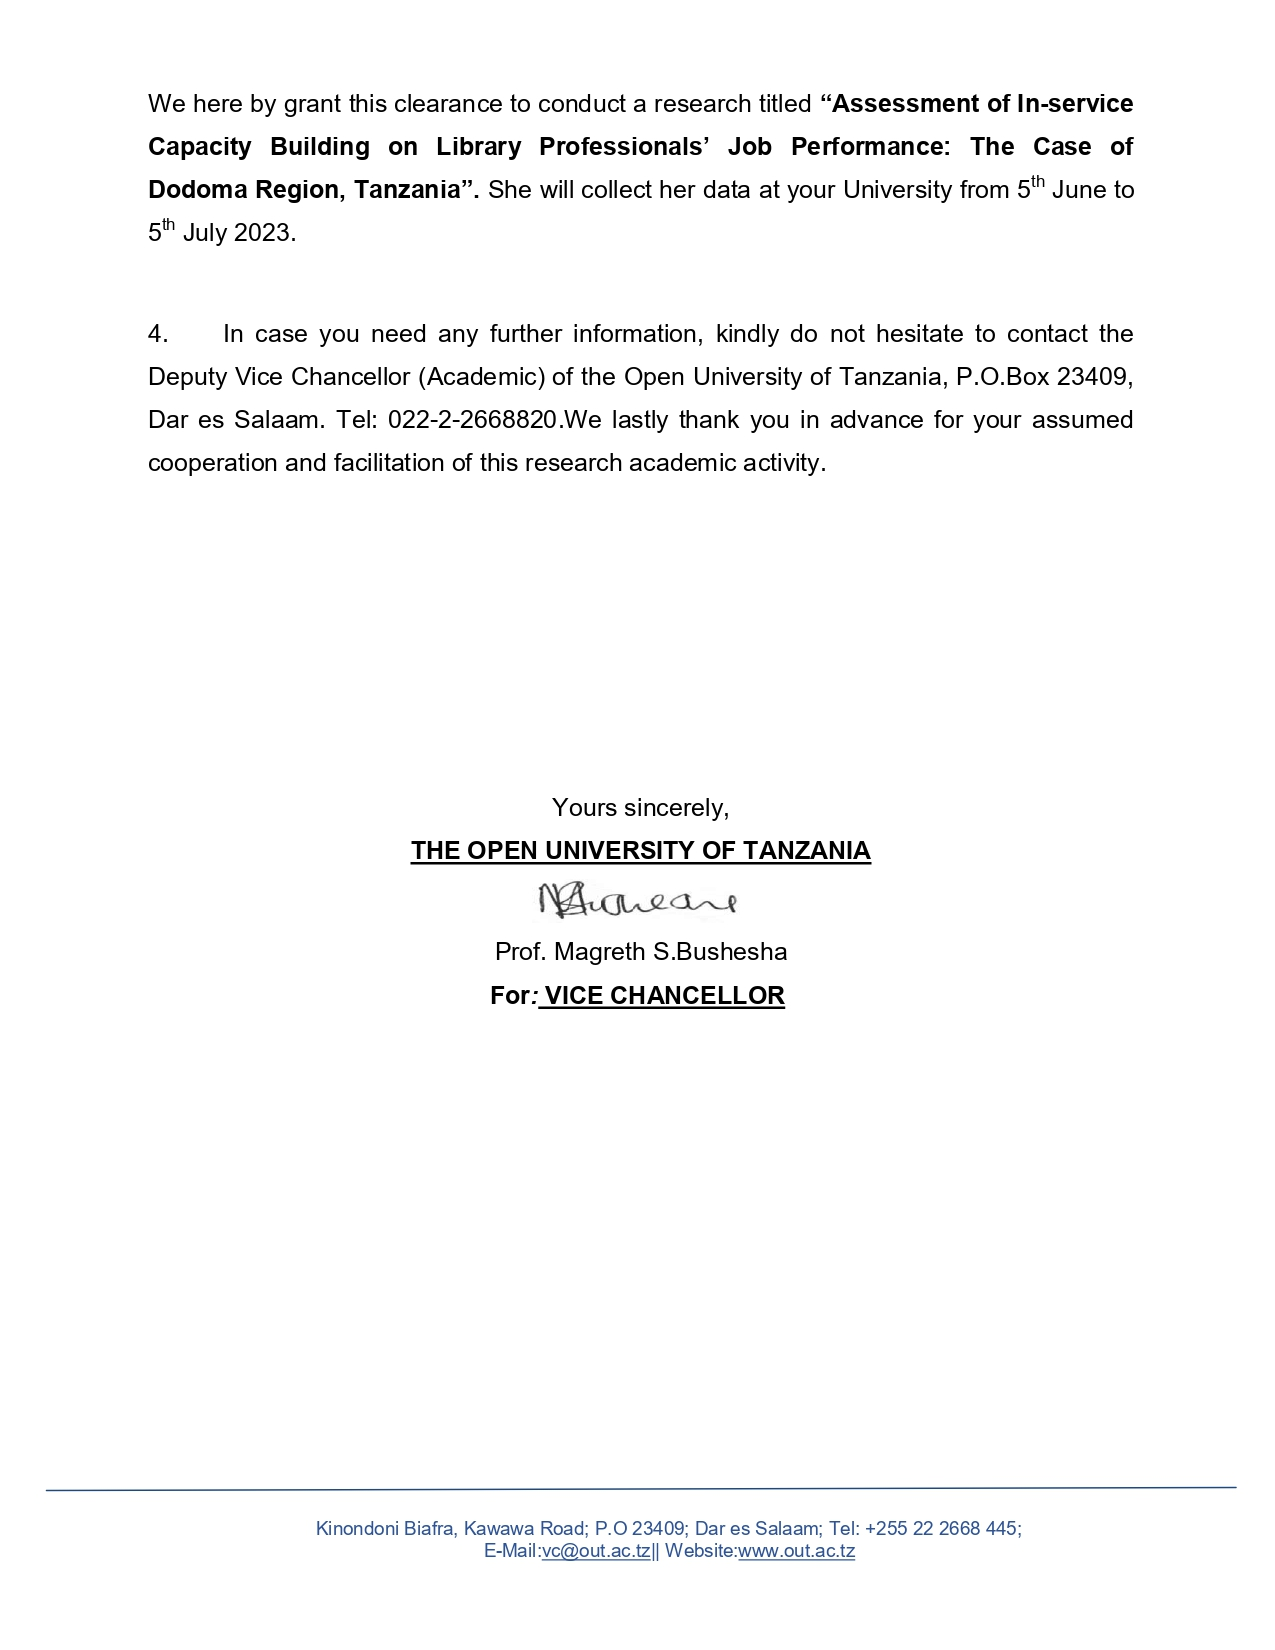 We here by grant this clearance to conduct a research titled “Assessment of In-service
Capacity Building on Library Professionals’ Job Performance: The Case of
Dodoma Region, Tanzania”. She will collect her data at your University from 5th June to
5th July 2023.
4. In case you need any further information, kindly do not hesitate to contact the
Deputy Vice Chancellor (Academic) of the Open University of Tanzania, P.O.Box 23409,
Dar es Salaam. Tel: 022-2-2668820.We lastly thank you in advance for your assumed
cooperation and facilitation of this research academic activity.
Yours sincerely,
THE OPEN UNIVERSITY OF TANZANIA
Prof. Magreth S.Bushesha
For: VICE CHANCELLOR
Kinondoni Biafra, Kawawa Road; P.O 23409; Dar es Salaam; Tel: +255 22 2668 445;
E-Mail:vc@out.ac.tz|| Website:www.out.ac.tz